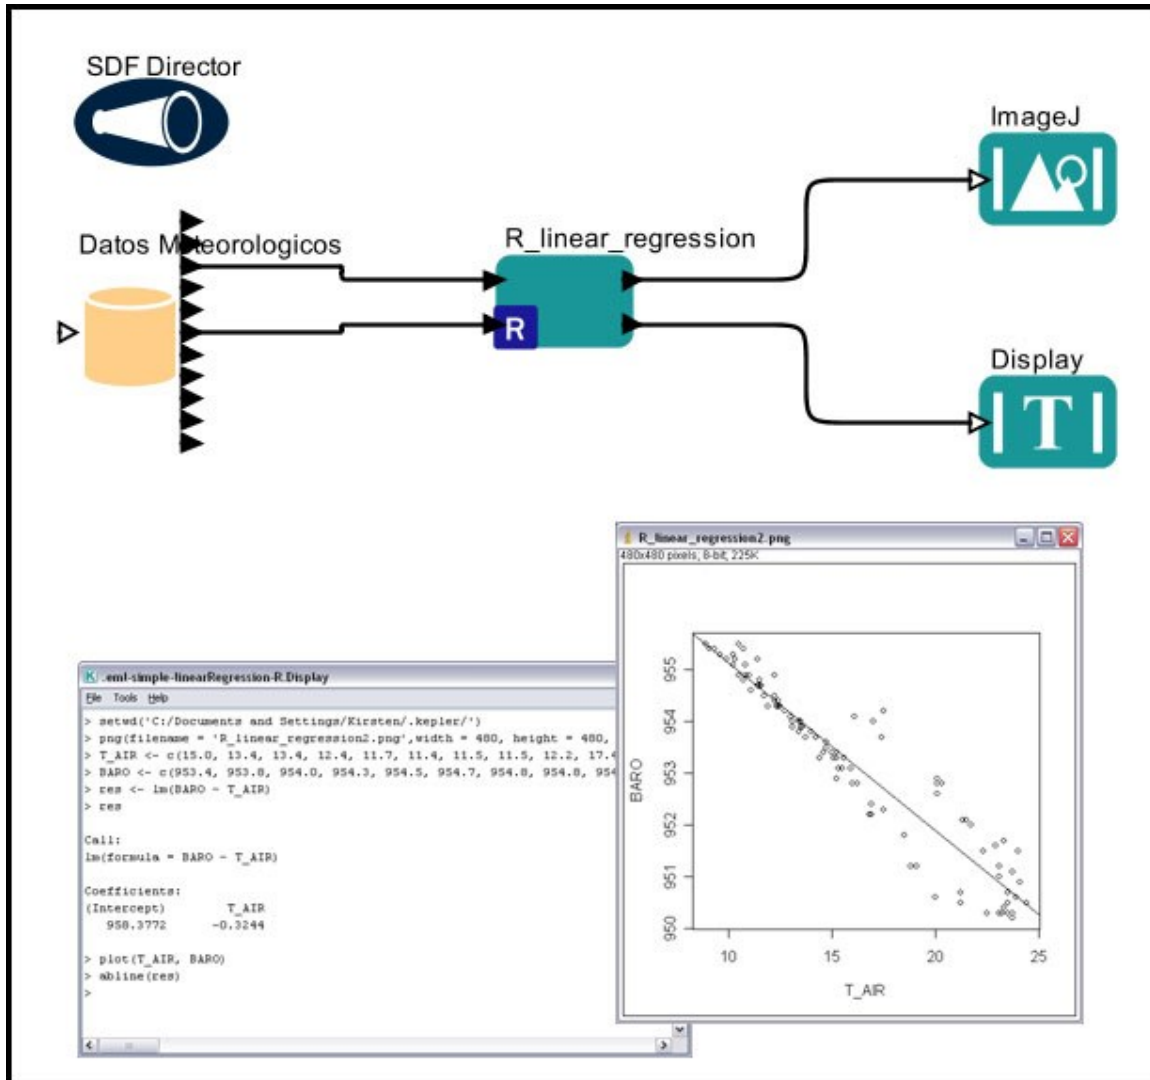 SDF Director
ImageJ
Datos Meteorologicos
R_linear_regression
R
Display
T
R_linear_regression2.png
480x480 pixels, 8-bit, 225K
BARO
955
954
953
952
951
950
10 15 20 25
T_AIR
.eml-simple-linearRegression-R.Display
File Tools Help
> setwd('C:/Documents and Settings/Kirsten/.kepler/')
> png(filename = 'R_linear_regression2.png',width = 480, height = 480,
> T_AIR <- c(15.0, 13.4, 13.4, 12.4, 11.7, 11.4, 11.5, 11.5, 12.2, 17.4
> BARO <- c(953.4, 953.8, 954.0, 954.3, 954.5, 954.7, 954.8, 954.8, 954
> res <- lm(BARO ~ T_AIR)
> res
Call:
lm(formula = BARO ~ T_AIR)
Coefficients:
(Intercept) T_AIR
958.3772 -0.3244
> plot(T_AIR, BARO)
> abline(res)
>